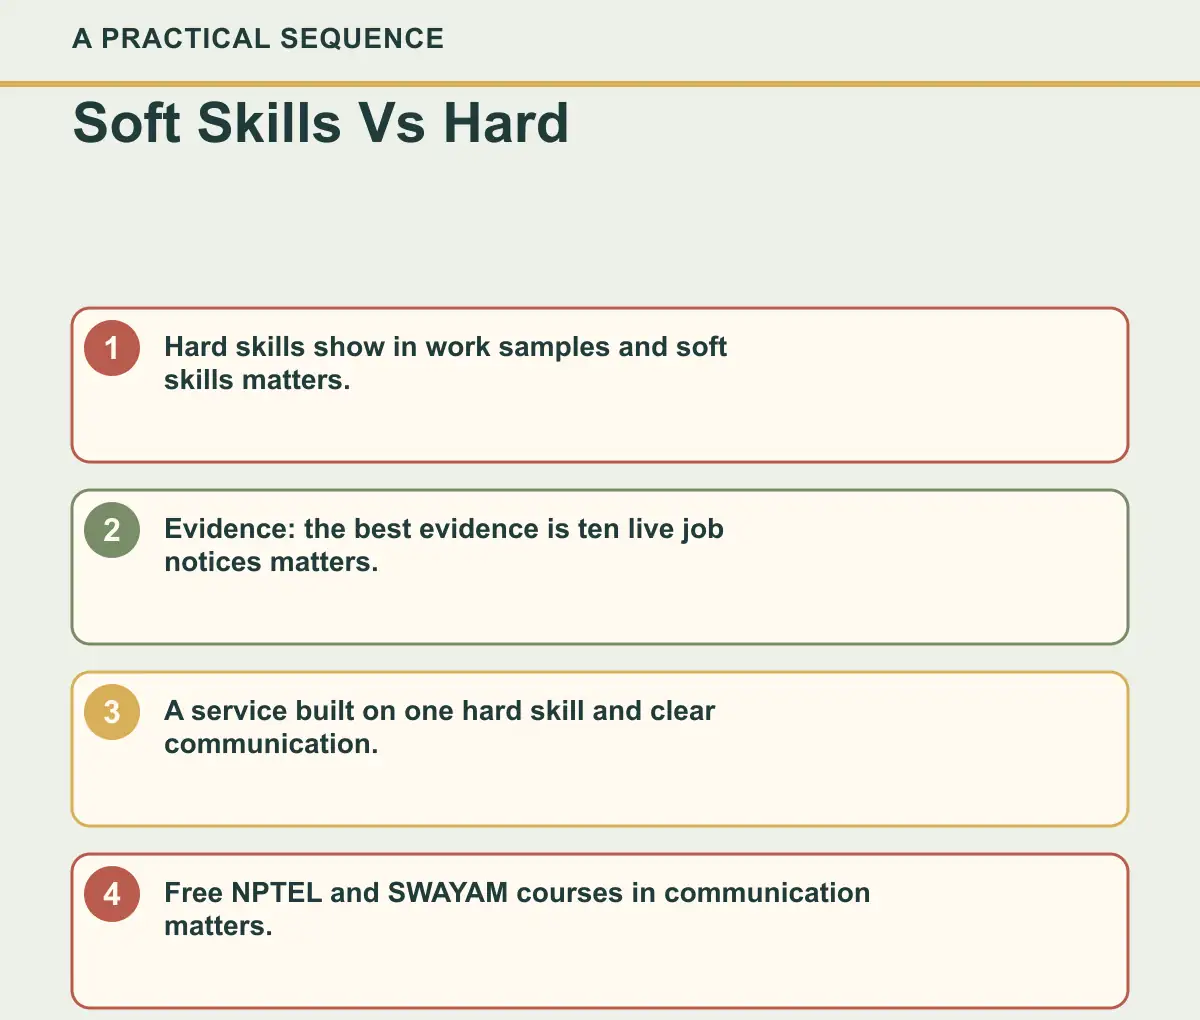 A PRACTICAL SEQUENCE
Soft Skills Vs Hard
1
Hard skills show in work samples and soft
skills matters.
2
Evidence: the best evidence is ten live job
notices matters.
3
A service built on one hard skill and clear
communication.
4
Free NPTEL and SWAYAM courses in communication
matters.